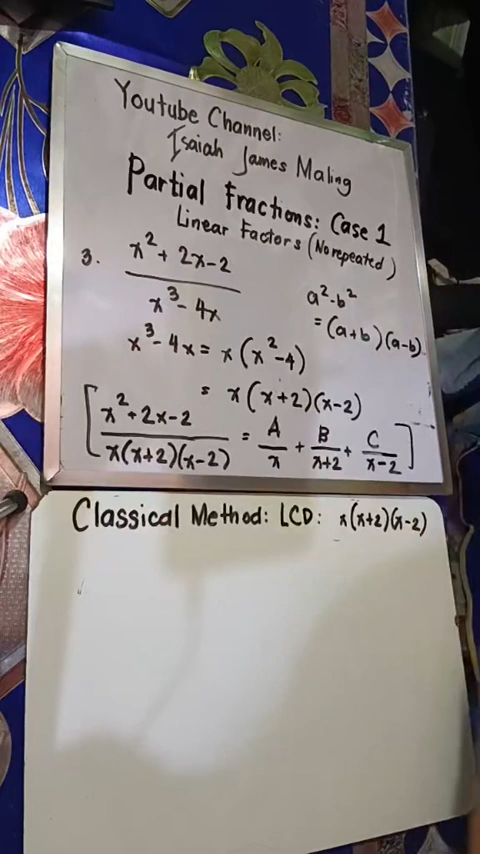 Youtube Channel:
Isaiah James Maling
Partial Fractions: Case 1
Linear Factors (No repeated)
3. x² + 2x - 2 / x³ - 4x
a² - b²
= (a+b)(a-b)
x³ - 4x = x(x² - 4)
= x(x+2)(x-2)
[x² + 2x - 2 / x(x+2)(x-2) = A/x + B/x+2 + C/x-2]
Classical Method: LCD: x(x+2)(x-2)